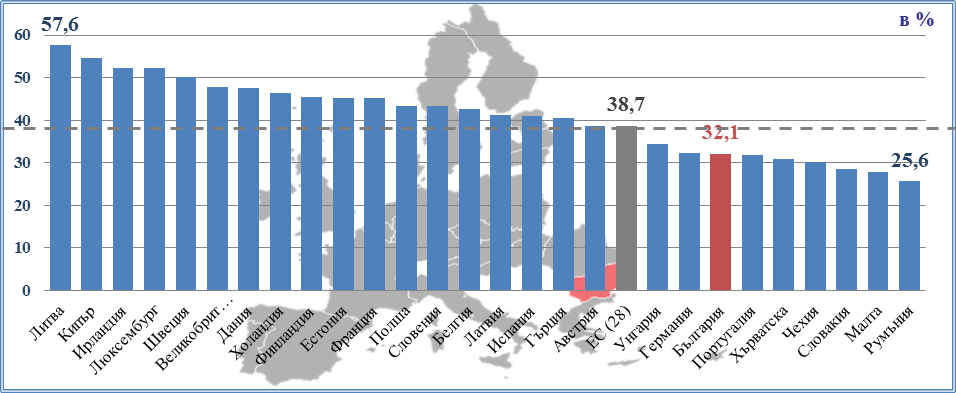 в %
57,6
38,7
32,1
25,6
60
50
40
30
20
10
0
Литва
Кипър
Ирландия
Люксембург
Швеция
Великобрит…
Дания
Холандия
Финландия
Естония
Франция
Полша
Словения
Белгия
Латвия
Испания
Гърция
Австрия
ЕС (28)
Унгария
Германия
България
Португалия
Хърватска
Чехия
Словакия
Малта
Румъния